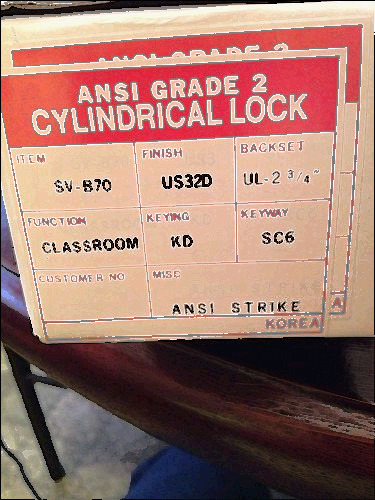 ANSI GRADE 2
ANSI GRADE 2
CYLINDRICAL LOCK
ITEM FINISH BACKSET
SV-B70 US32D UL-2 3/4"
FUNCTION KEYING KEYWAY
CLASSROOM KD SC6
CUSTOMER NO MISC
ANSI STRIKE
KOREA A